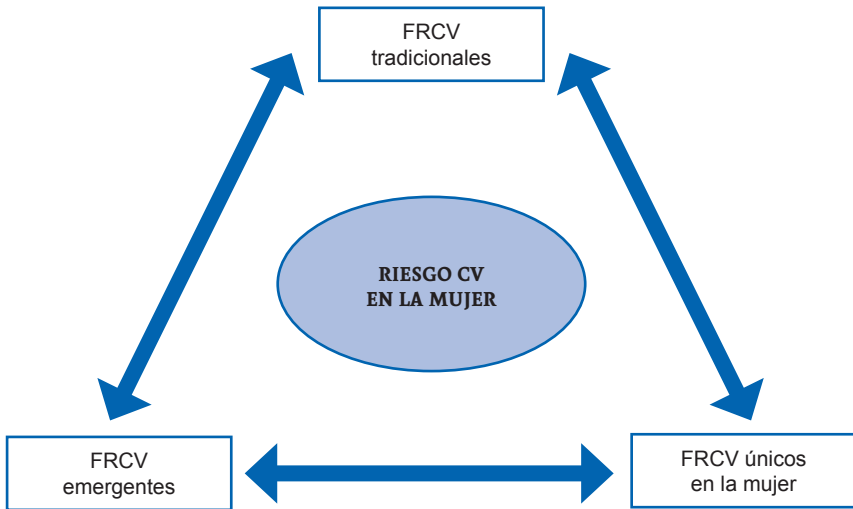 FRCV
tradicionales
RIESGO CV
EN LA MUJER
FRCV
emergentes
FRCV únicos
en la mujer